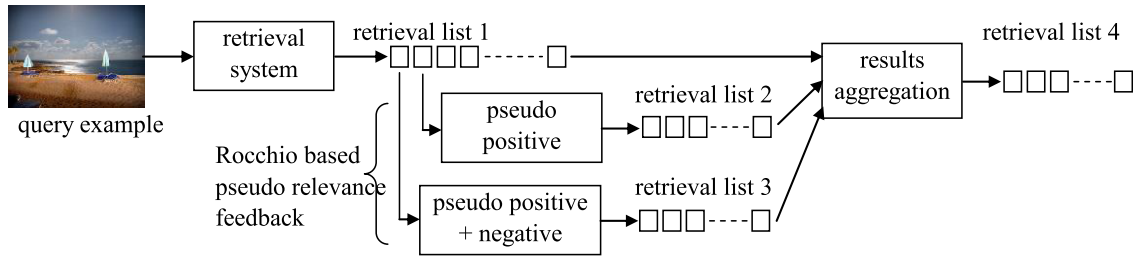 query example
retrieval
system
retrieval list 1
Rocchio based
pseudo relevance
feedback
pseudo
positive
pseudo positive
+ negative
retrieval list 2
retrieval list 3
results
aggregation
retrieval list 4